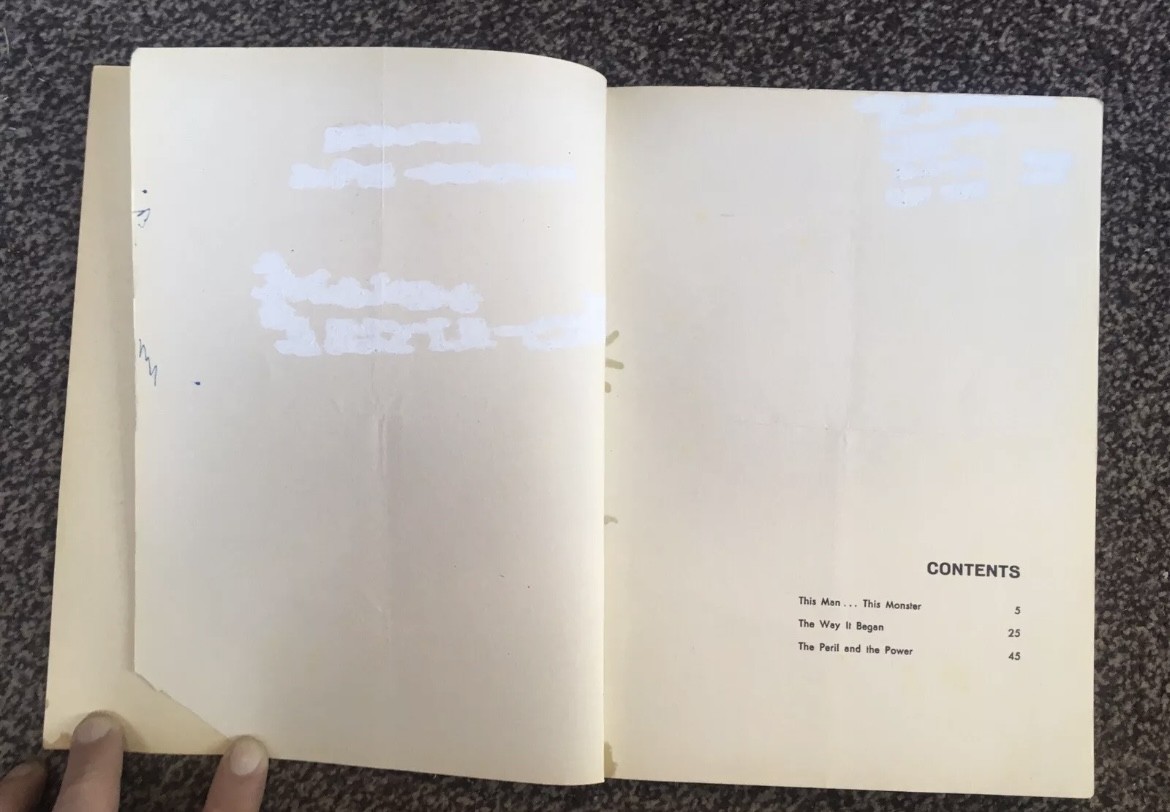 CONTENTS
This Man . . . This Monster 5
The Way It Began 25
The Peril and the Power 45